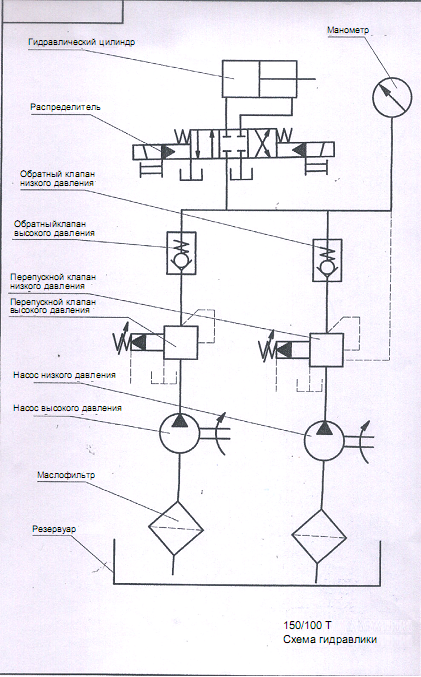 Гидравлический цилиндр
Манометр
Распределитель
Обратный клапан
низкого давления
Обратныйклапан
высокого давления
Перепускной клапан
низкого давления
Перепускной клапан
высокого давления
Насос низкого давления
Насос высокого давления
Маслофильтр
Резервуар
150/100 Т
Схема гидравлики